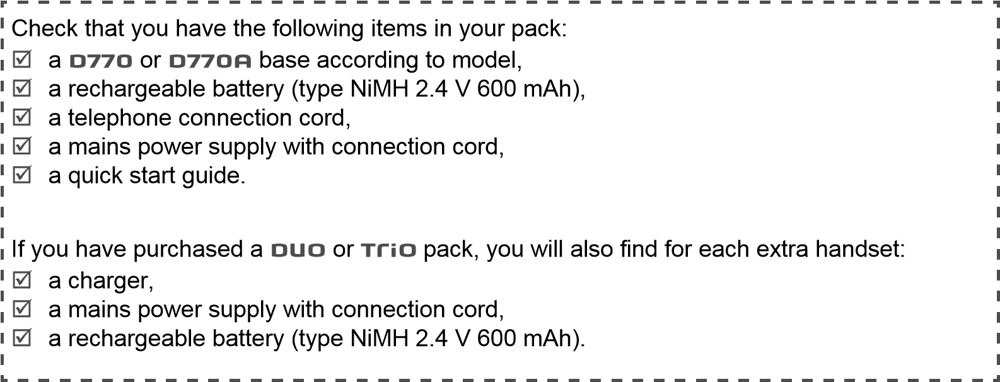 Check that you have the following items in your pack:
☑ a D770 or D770A base according to model,
☑ a rechargeable battery (type NiMH 2.4 V 600 mAh),
☑ a telephone connection cord,
☑ a mains power supply with connection cord,
☑ a quick start guide.
If you have purchased a DUO or TriO pack, you will also find for each extra handset:
☑ a charger,
☑ a mains power supply with connection cord,
☑ a rechargeable battery (type NiMH 2.4 V 600 mAh).